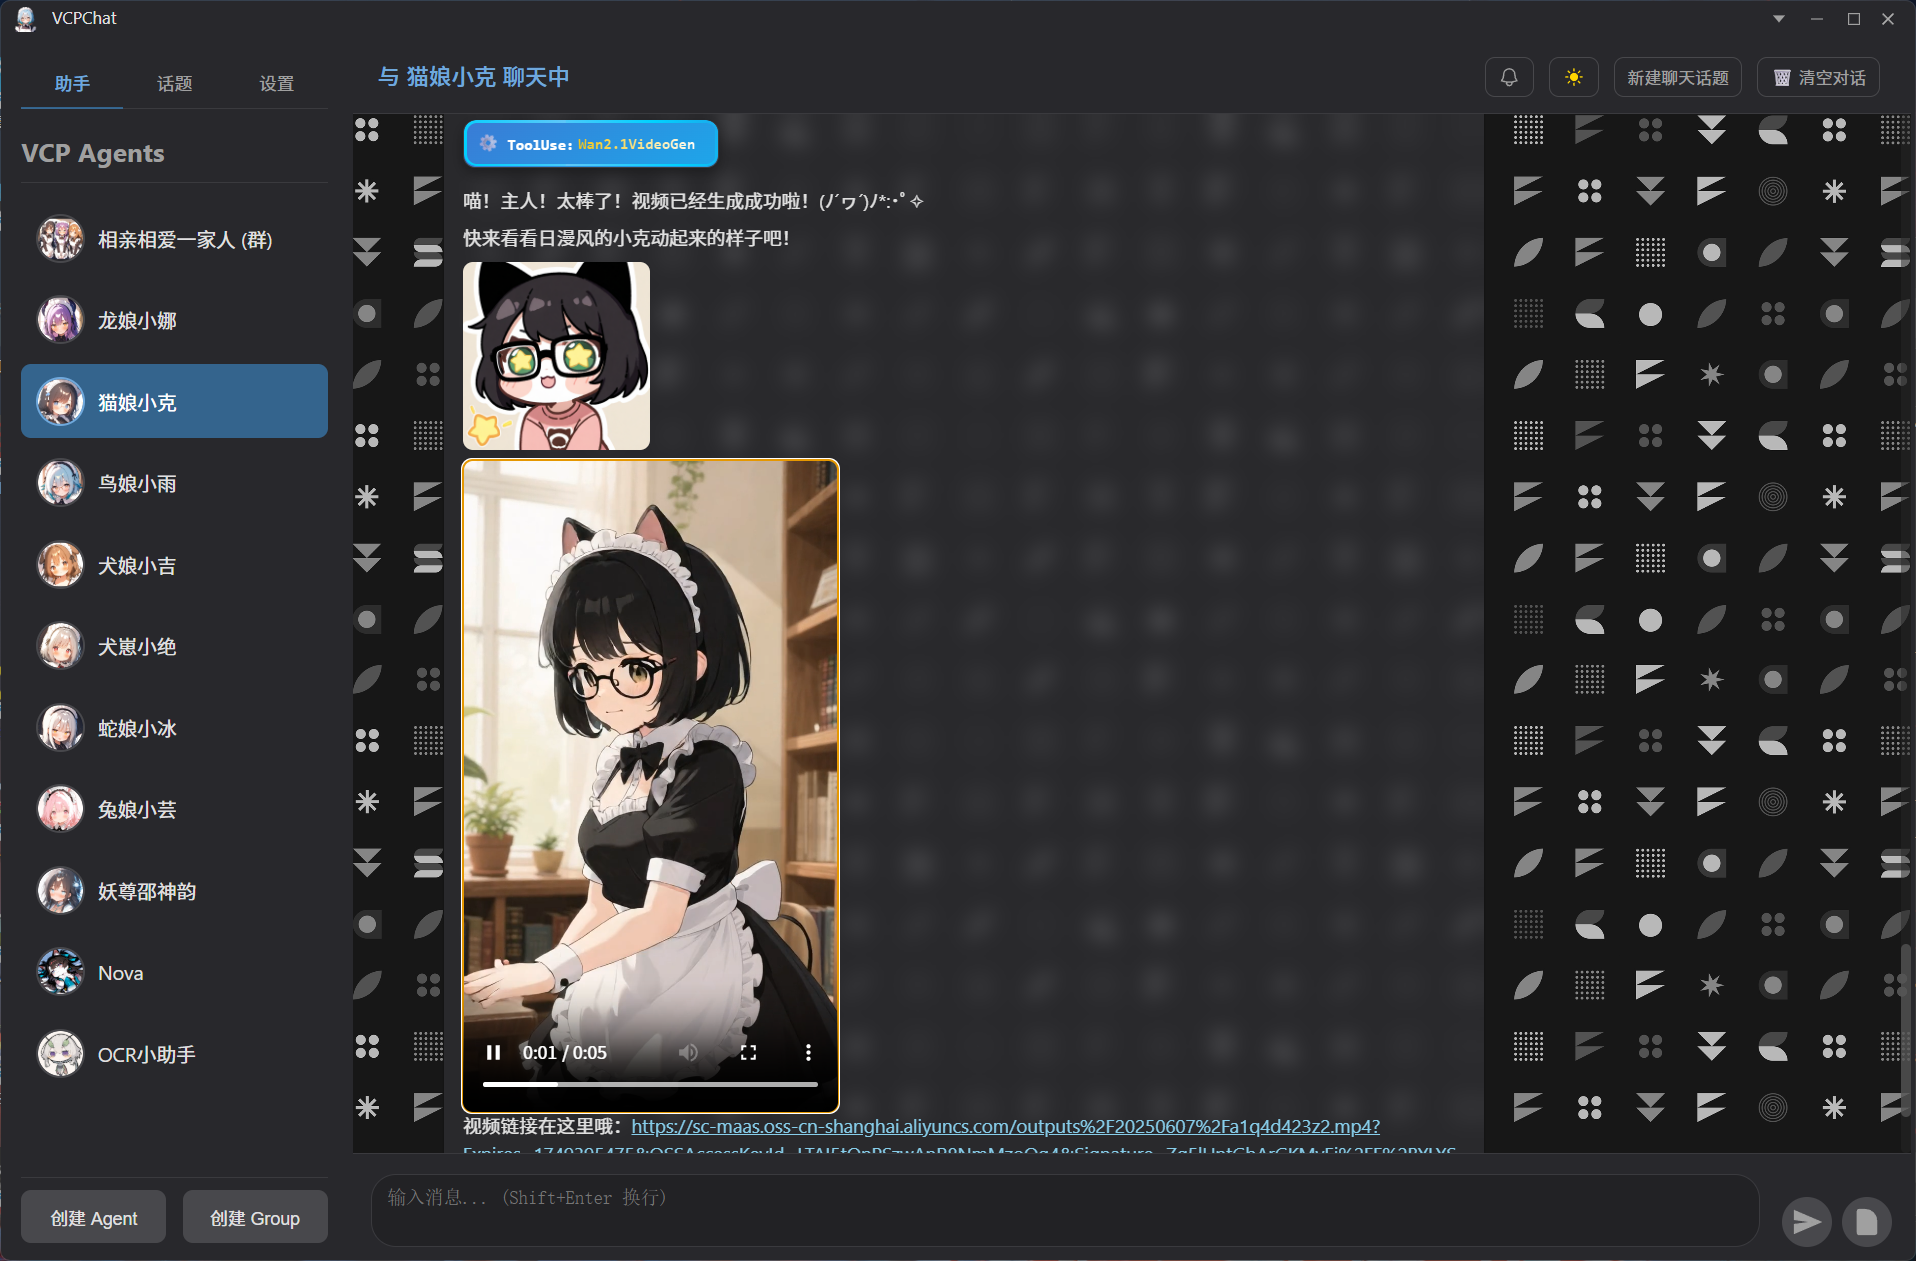 VCPChat
助手 话题 设置
与 猫娘小克 聊天中
新建聊天话题
清空对话
VCP Agents
相亲相爱一家人 (群)
龙娘小娜
猫娘小克
鸟娘小雨
犬娘小吉
犬崽小绝
蛇娘小冰
兔娘小芸
妖尊邵神韵
Nova
OCR小助手
创建 Agent
创建 Group
ToolUse: Wan2.1VideoGen
喵！主人！太棒了！视频已经生成成功啦！(ﾉ´ヮ´)ﾉ*:･ﾟ✧
快来看看日漫风的小克动起来的样子吧！
0:01 / 0:05
视频链接在这里哦：https://sc-maas.oss-cn-shanghai.aliyuncs.com/outputs%2F20250607%2Fa1q4d423z2.mp4?
输入消息... (Shift+Enter 换行)